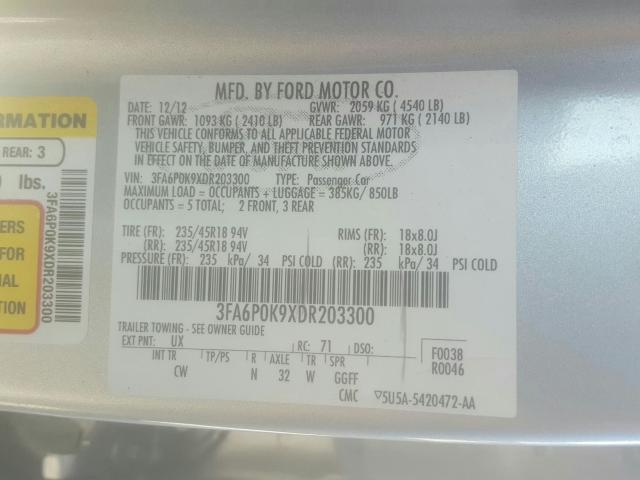 MFD. BY FORD MOTOR CO.
12/12 GVWR: 2059 KG ( 4540 LB)
FRONT GAWR: 1093 KG ( 2410 LB) REAR GAWR: 971 KG ( 2140 LB)
THIS VEHICLE CONFORMS TO ALL APPLICABLE FEDERAL MOTOR
VEHICLE SAFETY, BUMPER, AND THEFT PREVENTION STANDARDS
IN EFFECT ON THE DATE OF MANUFACTURE SHOWN ABOVE.
VIN: 3FA6P0K9XDR203300 TYPE: Passenger Car
MAXIMUM LOAD = OCCUPANTS + LUGGAGE = 385KG/ 850LB
OCCUPANTS = 5 TOTAL; 2 FRONT, 3 REAR
TIRE (FR): 235/45R18 94V RIMS (FR): 18x8.0J
(RR): 235/45R18 94V (RR): 18x8.0J
PRESSURE (FR): 235 kPa/ 34 PSI COLD (RR): 235 kPa/ 34 PSI COLD
3FA6P0K9XDR203300
TRAILER TOWING - SEE OWNER GUIDE
EXT PNT: UX RC: 71 DSO: F0038
INT TR TP/PS R AXLE TR SPR R0046
CW N 32 W GGFF
CMC ▽5U5A-5420472-AA
ORMATION
REAR: 3
lbs.
3FA6P0K9XDR203300
ERS
FOR
NAL
ION